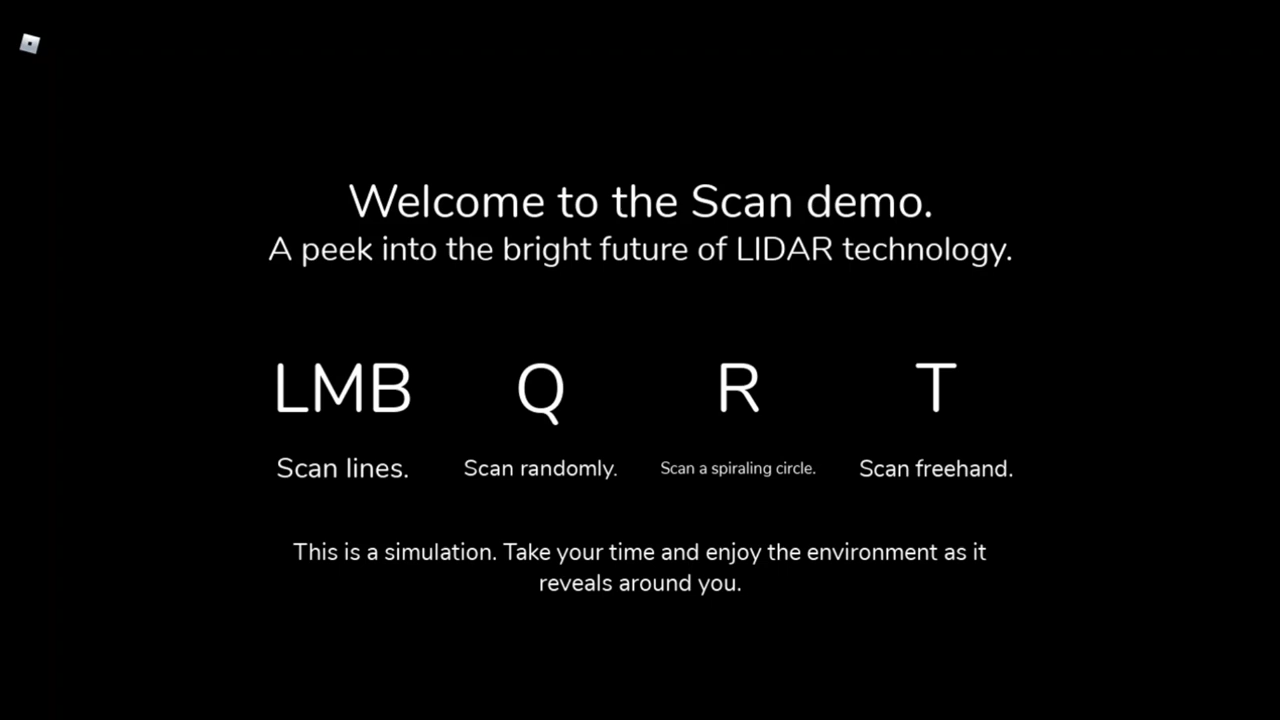 Welcome to the Scan demo.
A peek into the bright future of LIDAR technology.
LMB Q R T
Scan lines. Scan randomly. Scan a spiraling circle. Scan freehand.
This is a simulation. Take your time and enjoy the environment as it
reveals around you.